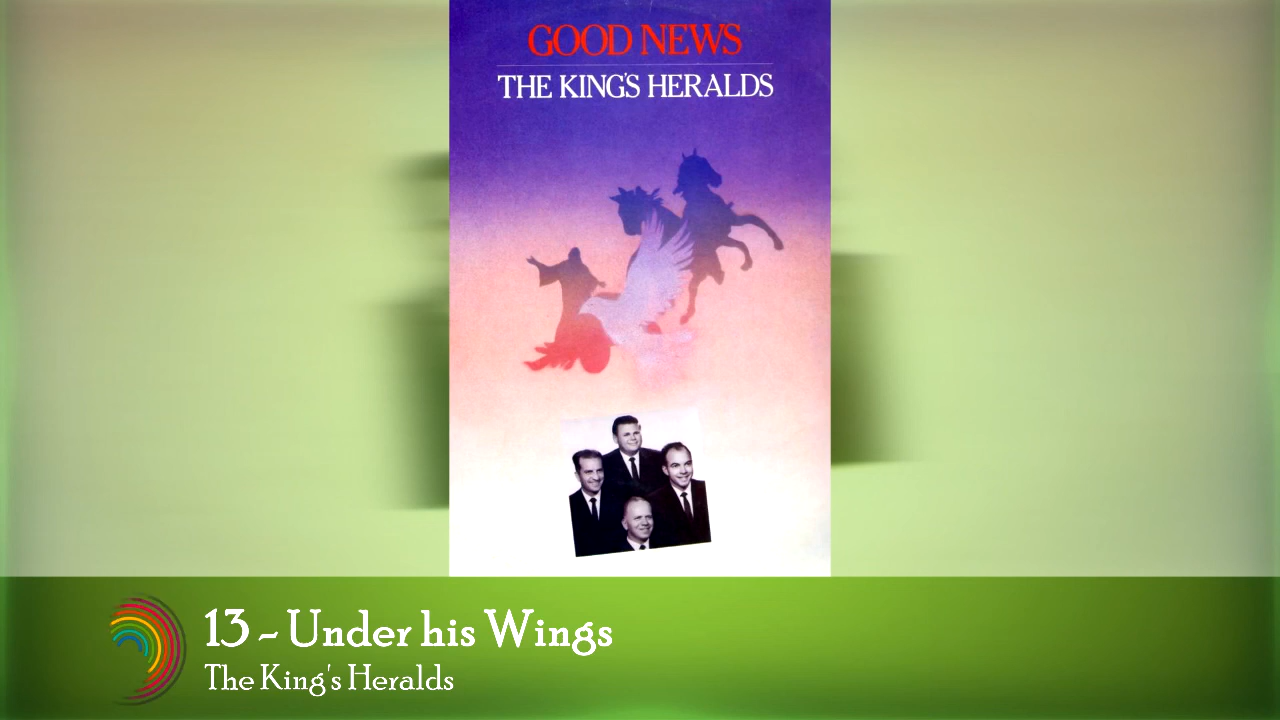 GOOD NEWS
THE KING'S HERALDS
13 - Under his Wings
The King's Heralds